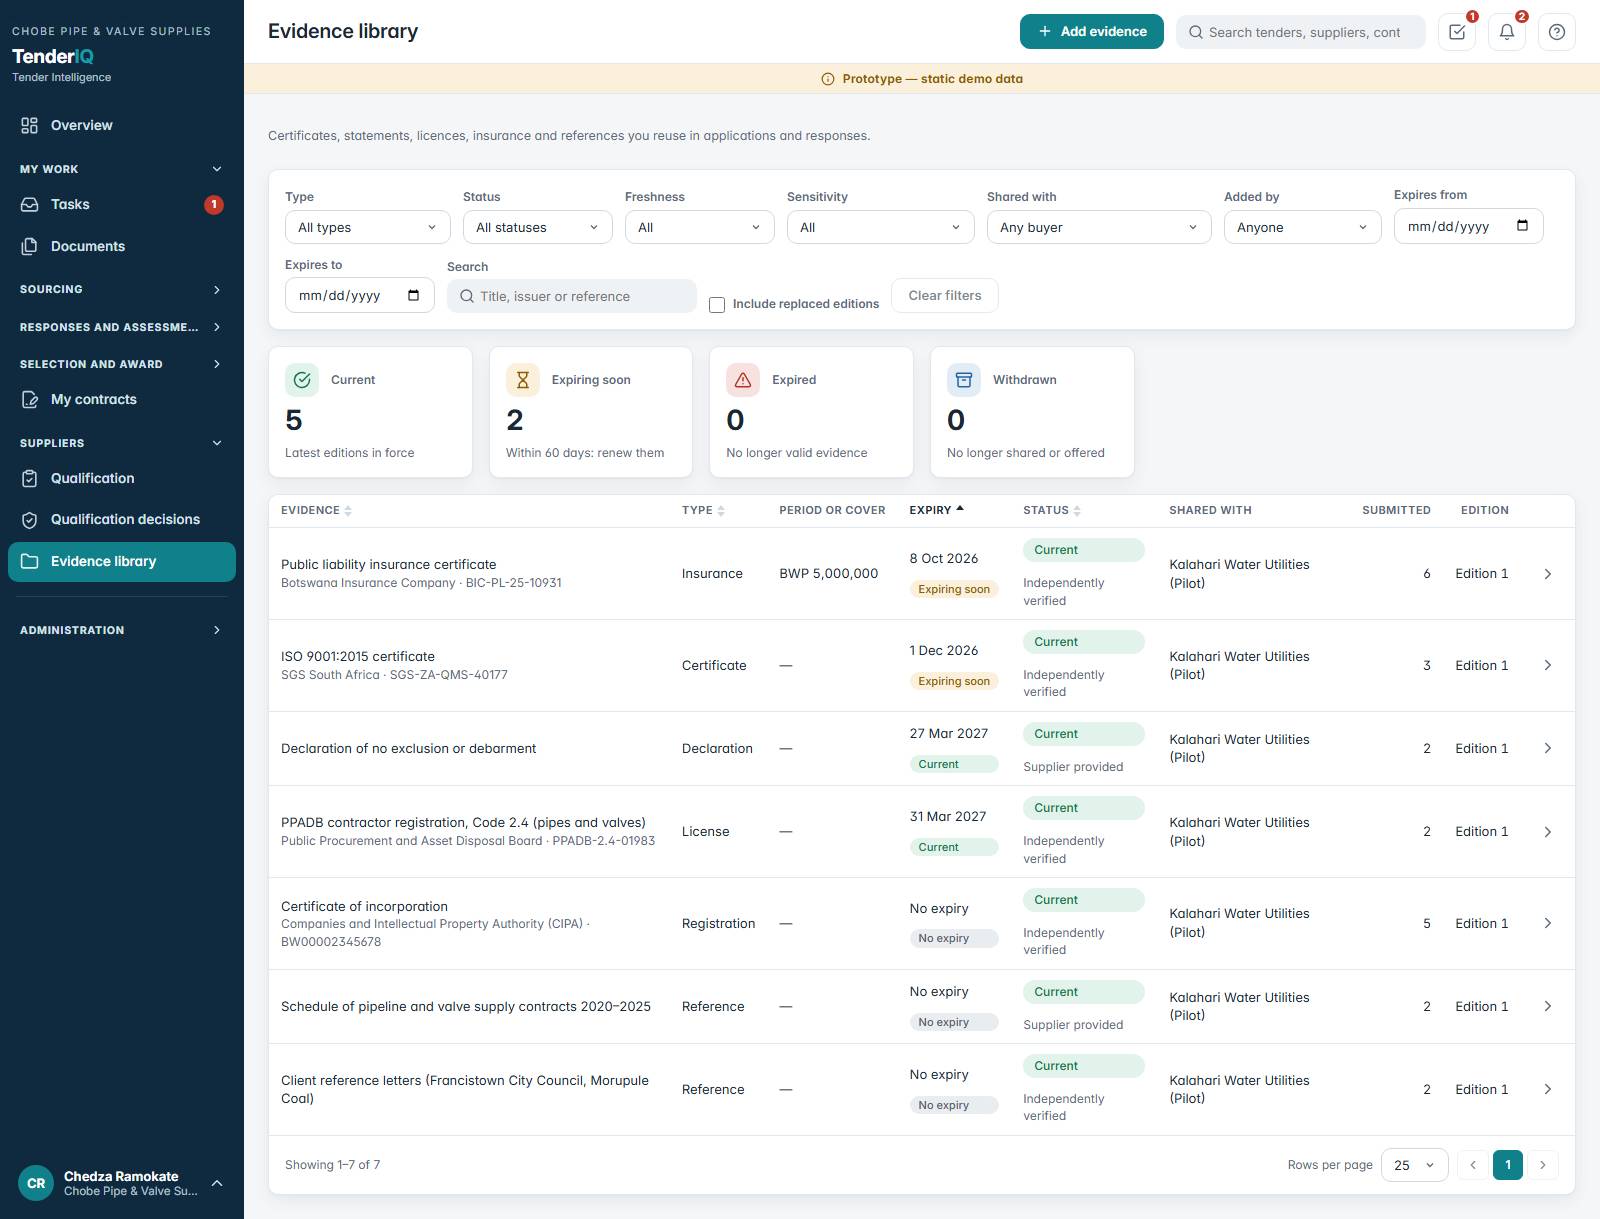 CHOBE PIPE & VALVE SUPPLIES
TenderIQ
Tender Intelligence
Overview
MY WORK
Tasks
1
Documents
SOURCING
RESPONSES AND ASSESSME...
SELECTION AND AWARD
My contracts
SUPPLIERS
Qualification
Qualification decisions
Evidence library
ADMINISTRATION
CR
Chedza Ramokate
Chobe Pipe & Valve Su...
Evidence library
Add evidence
Search tenders, suppliers, cont
1
2
Prototype — static demo data
Certificates, statements, licences, insurance and references you reuse in applications and responses.
Type
Status
Freshness
Sensitivity
Shared with
Added by
Expires from
All types
All statuses
All
All
Any buyer
Anyone
mm/dd/yyyy
Expires to
Search
mm/dd/yyyy
Title, issuer or reference
Include replaced editions
Clear filters
Current
5
Latest editions in force
Expiring soon
2
Within 60 days: renew them
Expired
0
No longer valid evidence
Withdrawn
0
No longer shared or offered
EVIDENCE TYPE PERIOD OR COVER EXPIRY STATUS SHARED WITH SUBMITTED EDITION
Public liability insurance certificate
Botswana Insurance Company · BIC-PL-25-10931
Insurance
BWP 5,000,000
8 Oct 2026
Expiring soon
Current
Independently
verified
Kalahari Water Utilities
(Pilot)
6
Edition 1
ISO 9001:2015 certificate
SGS South Africa · SGS-ZA-QMS-40177
Certificate
—
1 Dec 2026
Expiring soon
Current
Independently
verified
Kalahari Water Utilities
(Pilot)
3
Edition 1
Declaration of no exclusion or debarment
Declaration
—
27 Mar 2027
Current
Current
Supplier provided
Kalahari Water Utilities
(Pilot)
2
Edition 1
PPADB contractor registration, Code 2.4 (pipes and valves)
Public Procurement and Asset Disposal Board · PPADB-2.4-01983
License
—
31 Mar 2027
Current
Current
Independently
verified
Kalahari Water Utilities
(Pilot)
2
Edition 1
Certificate of incorporation
Companies and Intellectual Property Authority (CIPA) ·
BW00002345678
Registration
—
No expiry
No expiry
Current
Independently
verified
Kalahari Water Utilities
(Pilot)
5
Edition 1
Schedule of pipeline and valve supply contracts 2020–2025
Reference
—
No expiry
No expiry
Current
Supplier provided
Kalahari Water Utilities
(Pilot)
2
Edition 1
Client reference letters (Francistown City Council, Morupule
Coal)
Reference
—
No expiry
No expiry
Current
Independently
verified
Kalahari Water Utilities
(Pilot)
2
Edition 1
Showing 1–7 of 7
Rows per page
25
1